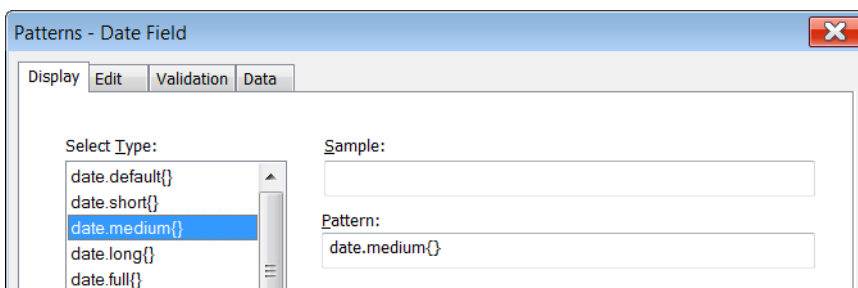 Patterns - Date Field
Display Edit Validation Data
Select Type:
date.default{}
date.short{}
date.medium{}
date.long{}
date.full{}
Sample:
Pattern:
date.medium{}